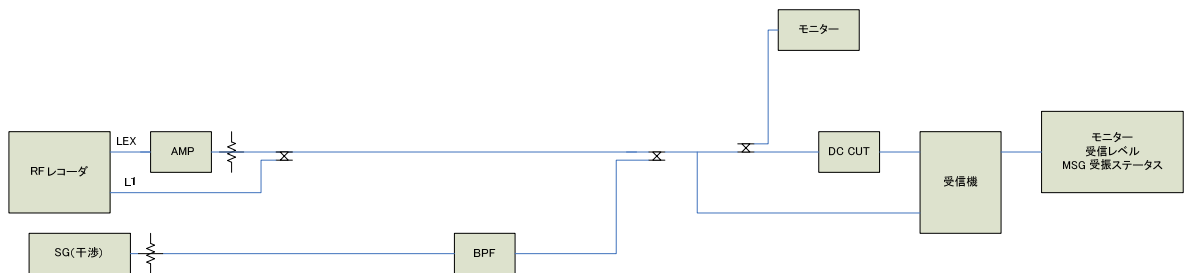 モニター
LEX
AMP
RFレコーダ
L1
DC CUT
受信機
モニター
受信レベル
MSG 受振ステータス
SG(干渉)
BPF